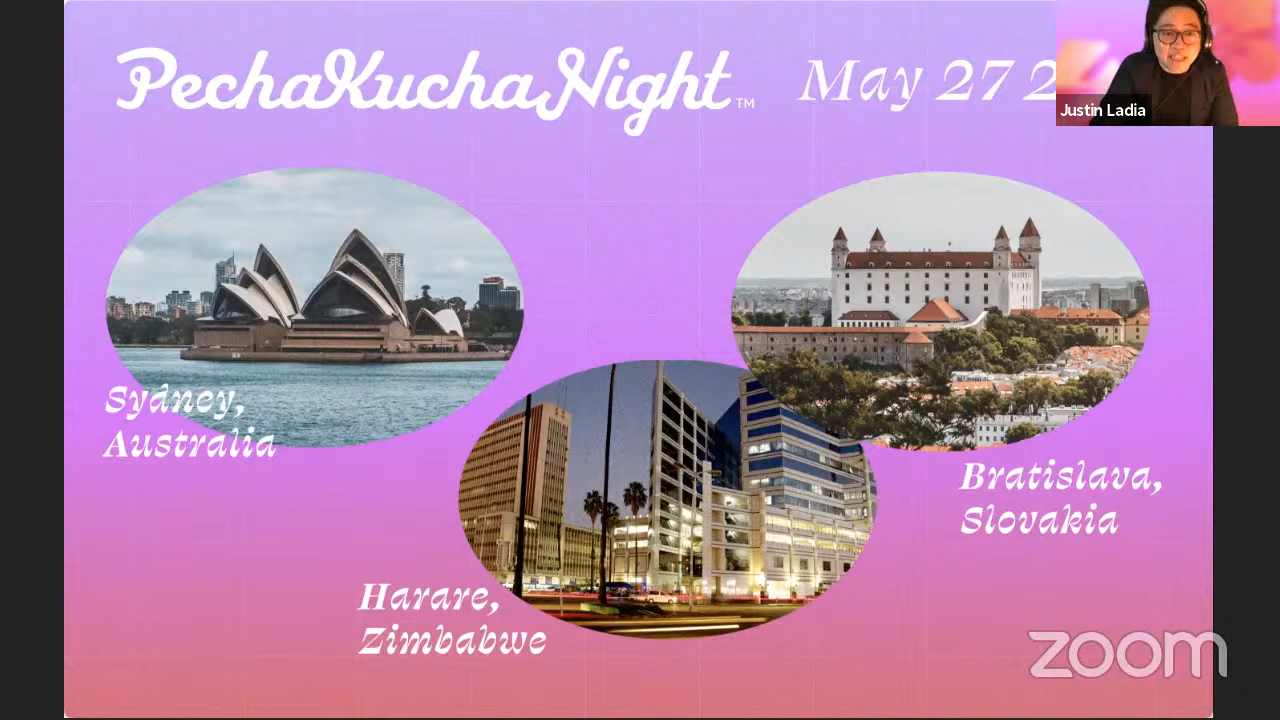 PechaKuchaNight™ May 27 2
Justin Ladia
Sydney,
Australia
Bratislava,
Slovakia
Harare,
Zimbabwe
zoom